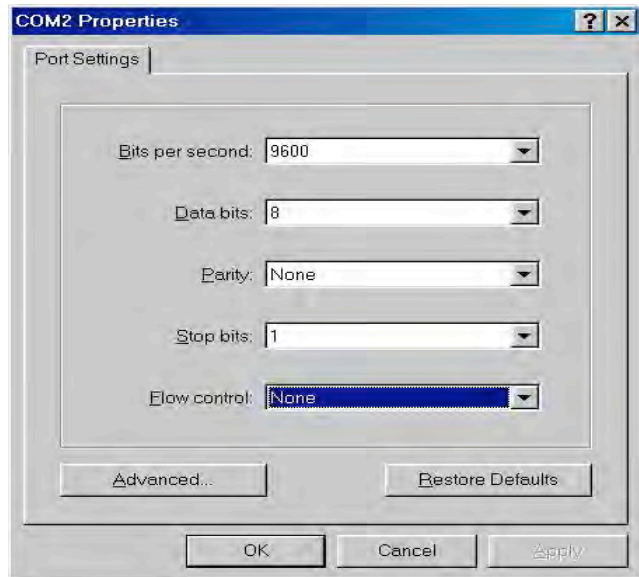 COM2 Properties
Port Settings
Bits per second: 9600
Data bits: 8
Parity: None
Stop bits: 1
Flow control: None
Advanced... Restore Defaults
OK Cancel Apply